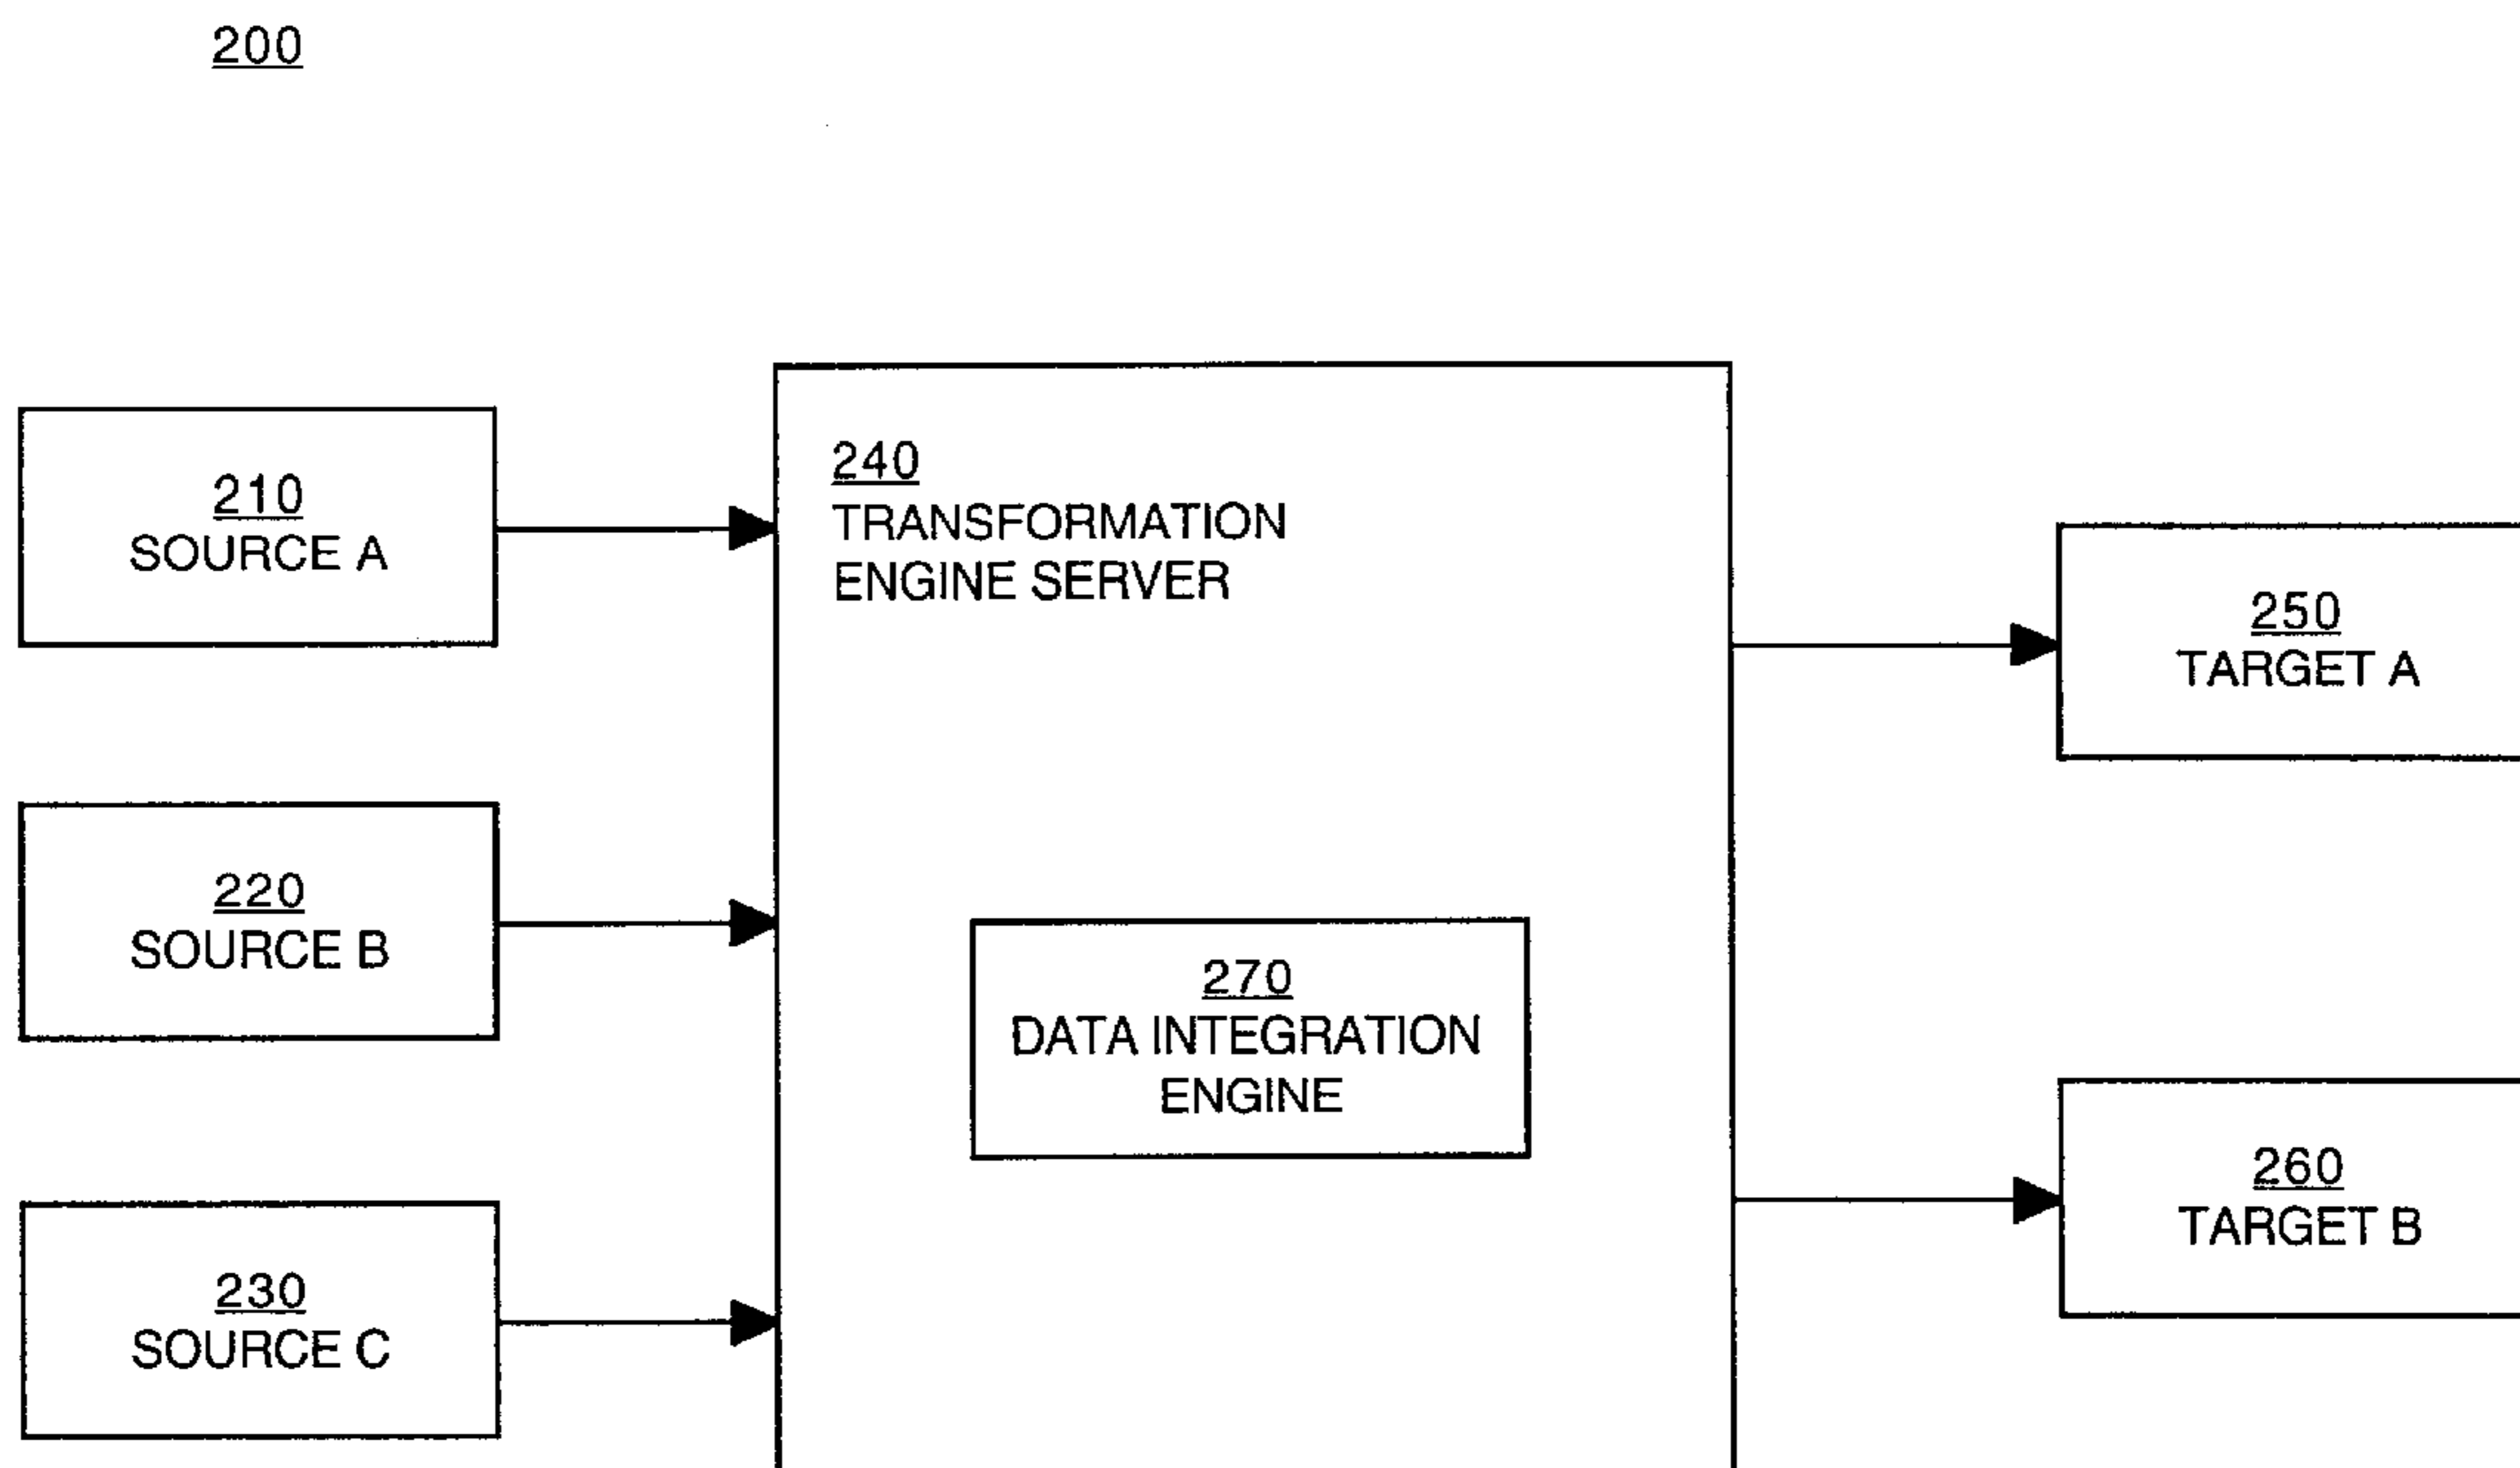 200
210
SOURCE A
220
SOURCE B
230
SOURCE C
240
TRANSFORMATION
ENGINE SERVER
270
DATA INTEGRATION
ENGINE
250
TARGET A
260
TARGET B